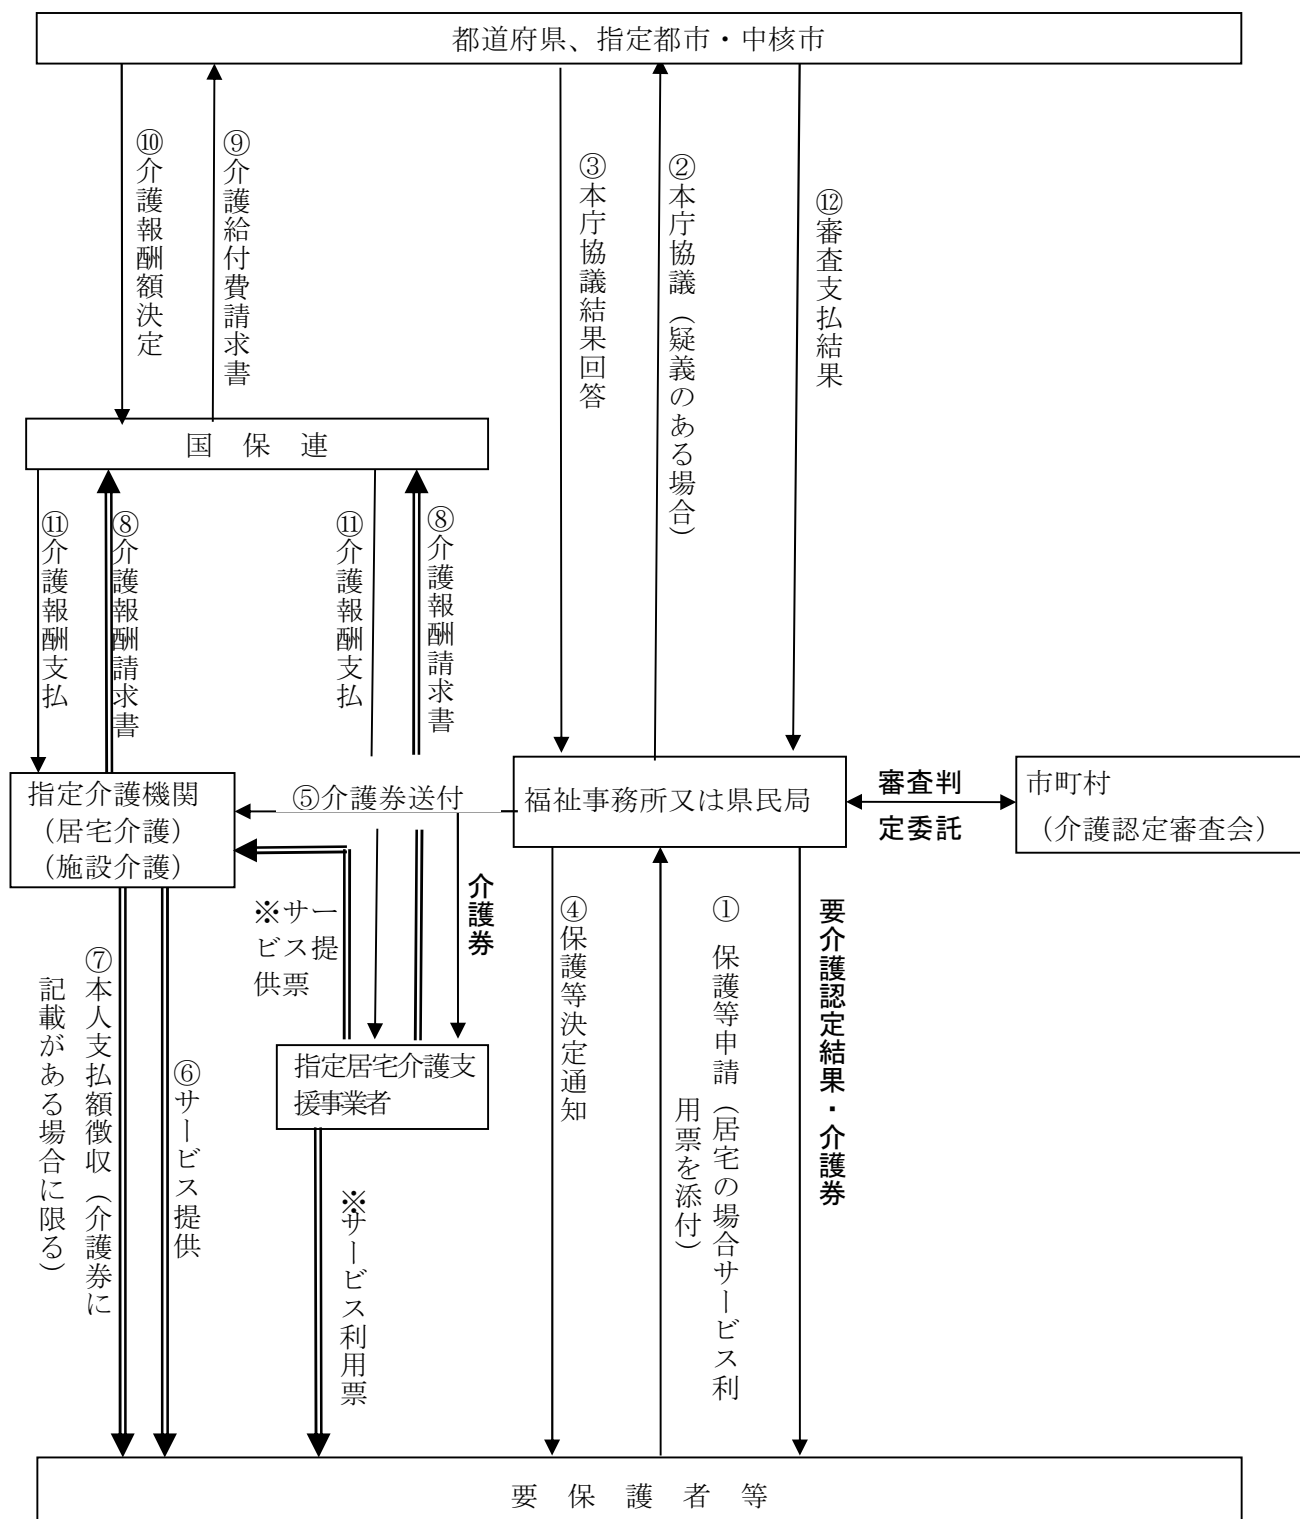 都道府県、指定都市・中核市
⑩介護報酬額決定
⑨介護給付費請求書
③本庁協議結果回答
②本庁協議（疑義のある場合）
⑫審査支払結果
国　保　連
⑪介護報酬支払
⑧介護報酬請求書
⑪介護報酬支払
⑧介護報酬請求書
指定介護機関
（居宅介護）
（施設介護）
⑤介護券送付
福祉事務所又は県民局
審査判
定委託
市町村
（介護認定審査会）
※サー
ビス提
供票
介護券
④保護等決定通知
①　保護等申請（居宅の場合サービス利
用票を添付）
要介護認定結果・介護券
⑦本人支払額徴収（介護券に
記載がある場合に限る）
⑥サービス提供
指定居宅介護支
援事業者
※サービス利用票
要　保　護　者　等